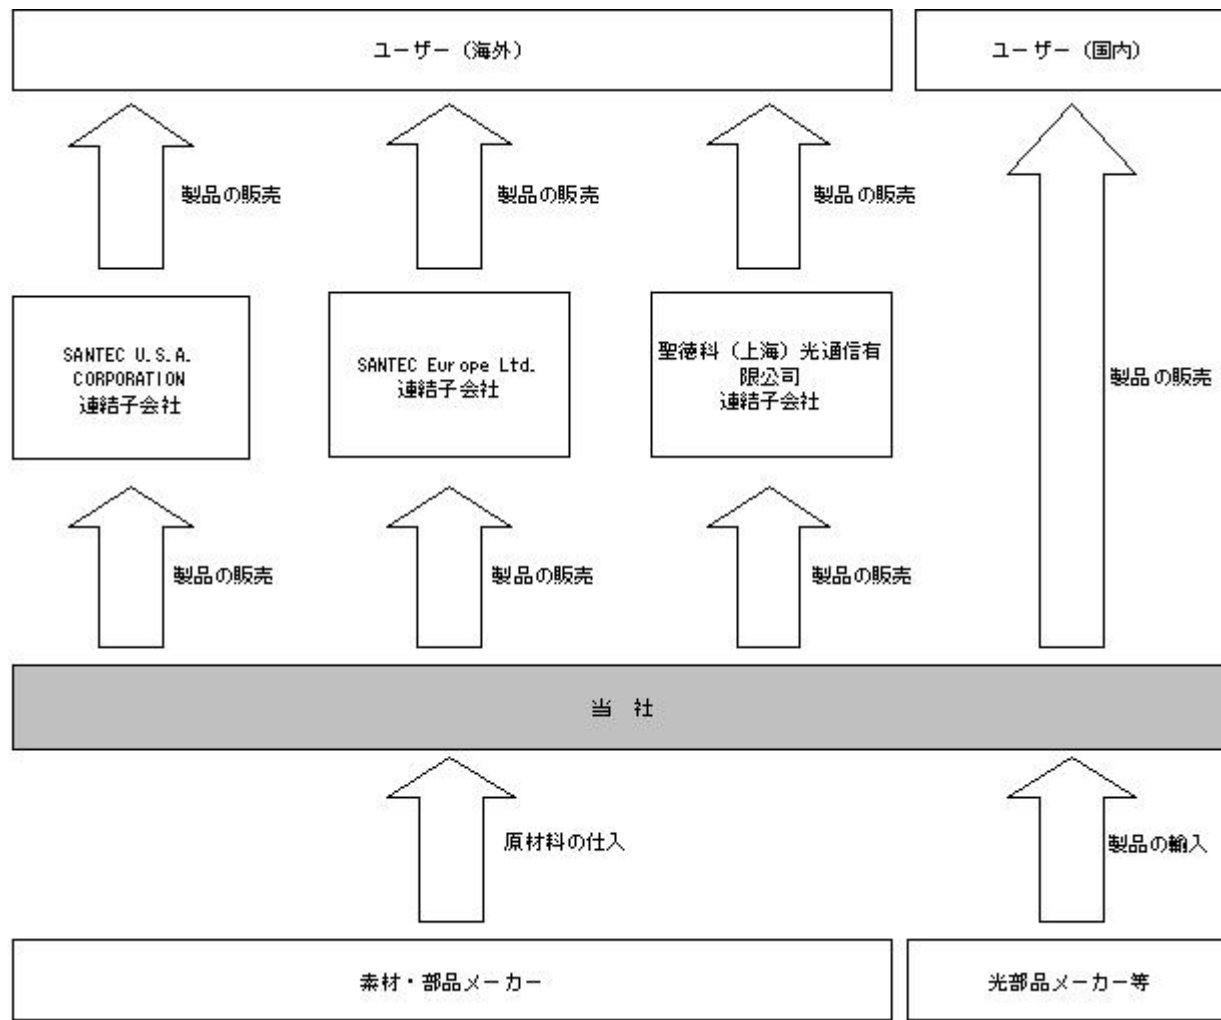 ユーザー（海外）
ユーザー（国内）
製品の販売
製品の販売
製品の販売
SANTEC U.S.A.
CORPORATION
連結子会社
SANTEC Europe Ltd.
連結子会社
聖徳科（上海）光通信有
限公司
連結子会社
製品の販売
製品の販売
製品の販売
製品の販売
当　社
原材料の仕入
製品の輸入
素材・部品メーカー
光部品メーカー等